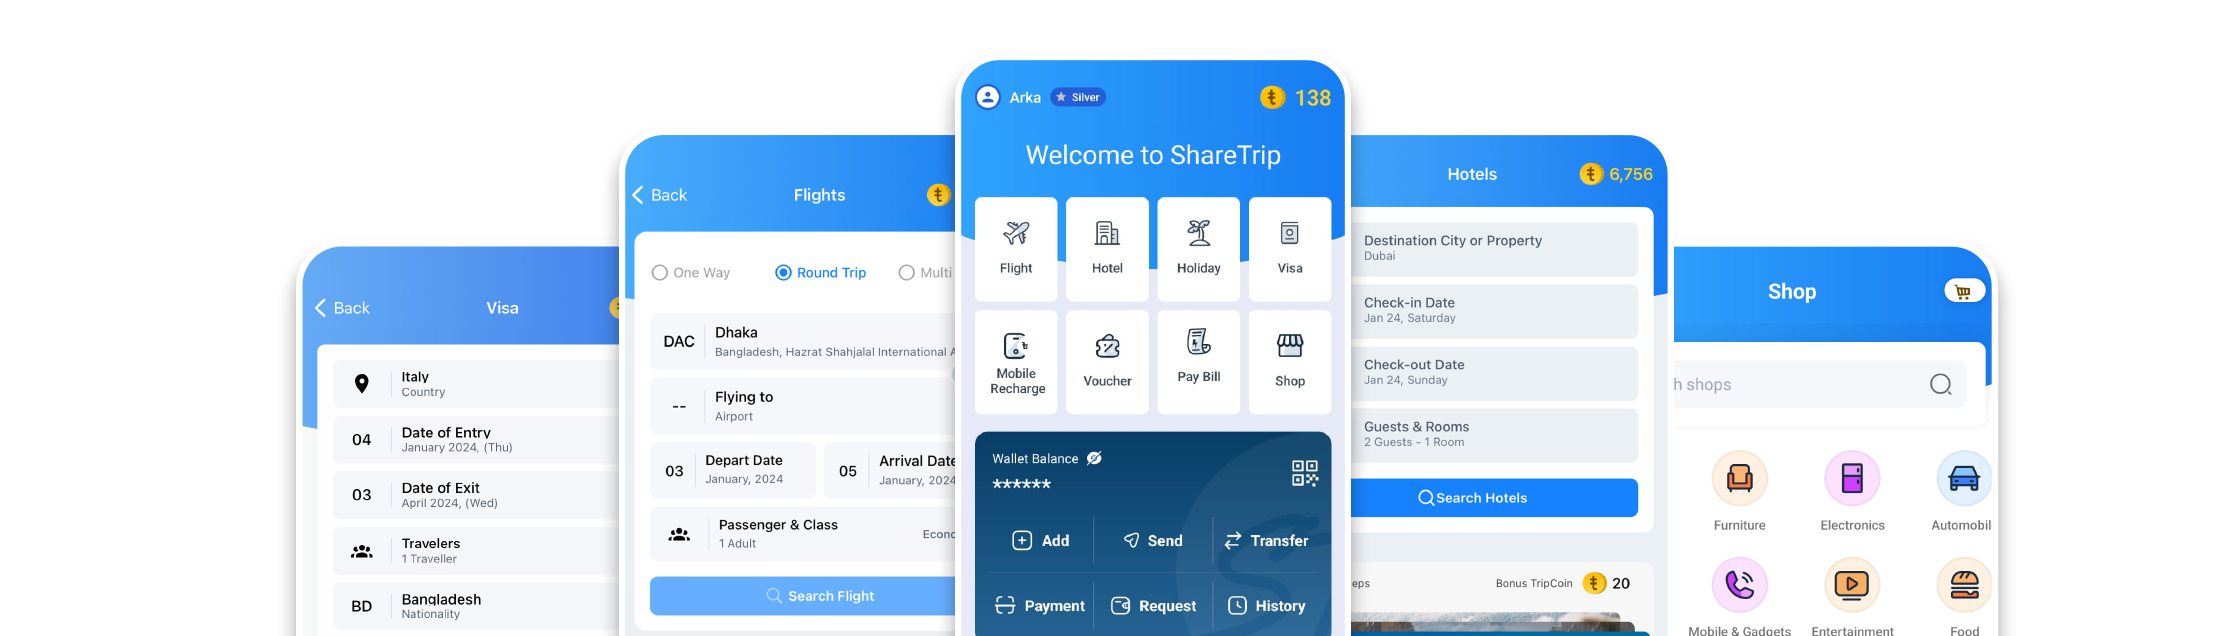 Back
Visa
Italy
Country
04
Date of Entry
January 2024, (Thu)
03
Date of Exit
April 2024, (Wed)
Travelers
1 Traveller
BD
Bangladesh
Nationality
Back
Flights
One Way
Round Trip
Multi
DAC
Dhaka
Bangladesh, Hazrat Shahjalal International A
--
Flying to
Airport
03
Depart Date
January, 2024
05
Arrival Date
January, 2024
Passenger & Class
1 Adult
Econo
Search Flight
Arka
Silver
138
Welcome to ShareTrip
Flight
Hotel
Holiday
Visa
Mobile
Recharge
Voucher
Pay Bill
Shop
Wallet Balance
******
Add
Send
Transfer
Payment
Request
History
Hotels
6,756
Destination City or Property
Dubai
Check-in Date
Jan 24, Saturday
Check-out Date
Jan 24, Sunday
Guests & Rooms
2 Guests - 1 Room
Search Hotels
eps
Bonus TripCoin
20
Shop
h shops
Furniture
Electronics
Automobil
Mobile & Gadgets
Entertainment
Food